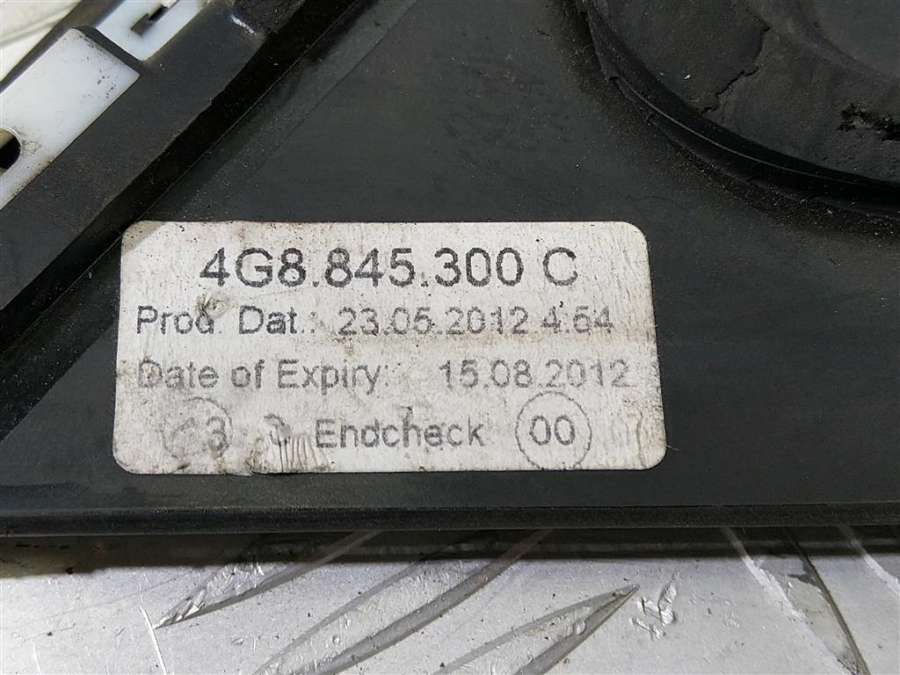 4G8.845.300 C
Prod. Dat.: 23.05.2012 4:54
Date of Expiry: 15.08.2012
3 Endcheck 00